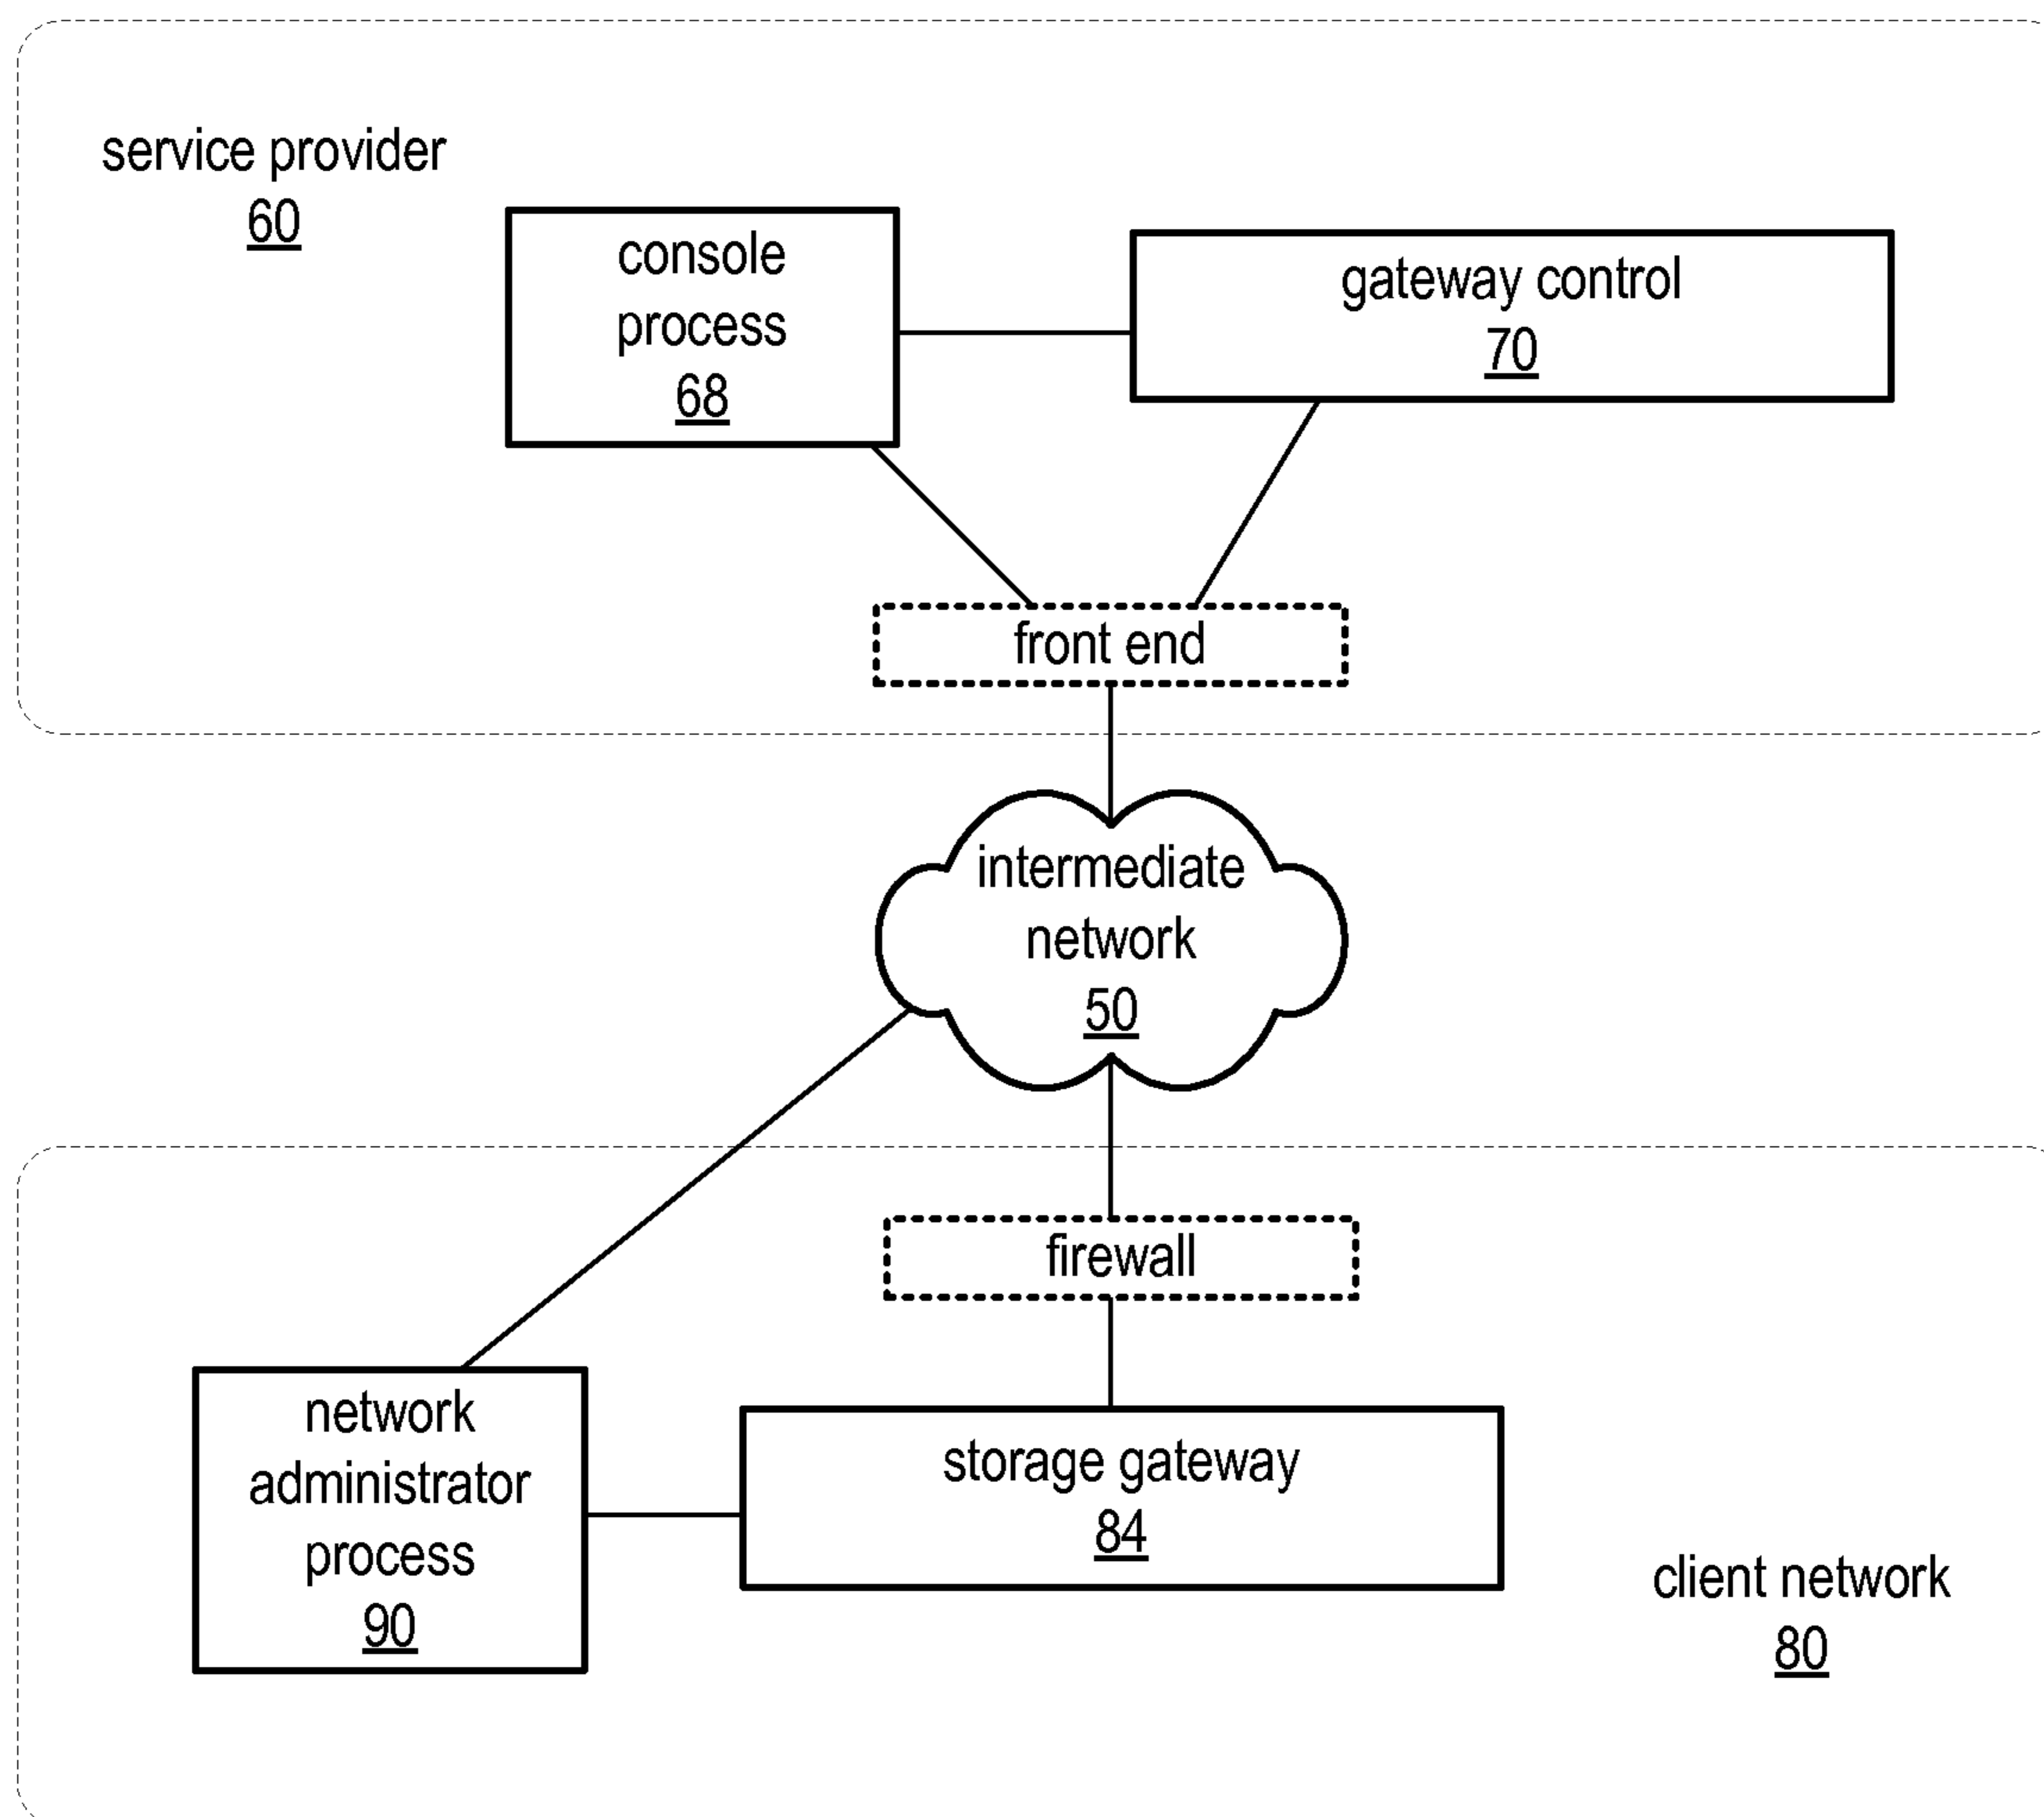 service provider
60
console
process
68
gateway control
70
front end
intermediate
network
50
firewall
network
administrator
process
90
storage gateway
84
client network
80